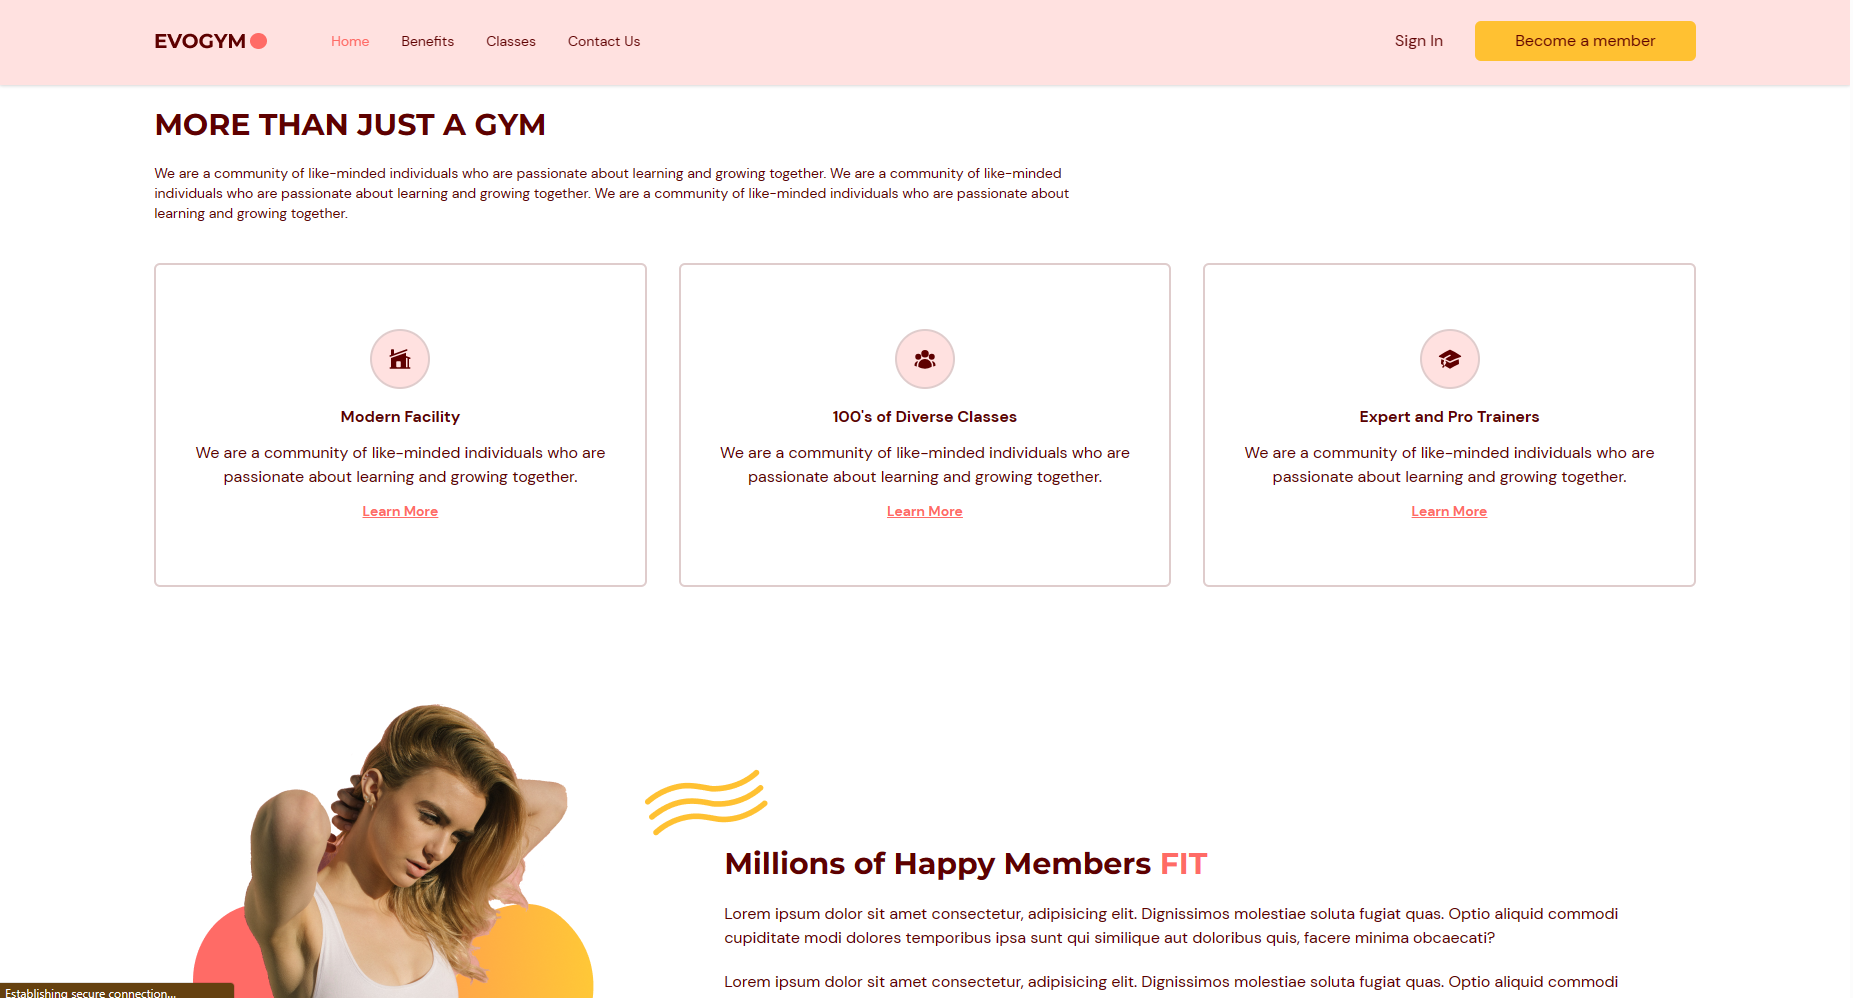 EVOGYM
Home Benefits Classes Contact Us
Sign In
Become a member
MORE THAN JUST A GYM
We are a community of like-minded individuals who are passionate about learning and growing together. We are a community of like-minded
individuals who are passionate about learning and growing together. We are a community of like-minded individuals who are passionate about
learning and growing together.
Modern Facility
We are a community of like-minded individuals who are
passionate about learning and growing together.
Learn More
100's of Diverse Classes
We are a community of like-minded individuals who are
passionate about learning and growing together.
Learn More
Expert and Pro Trainers
We are a community of like-minded individuals who are
passionate about learning and growing together.
Learn More
Millions of Happy Members FIT
Lorem ipsum dolor sit amet consectetur, adipisicing elit. Dignissimos molestiae soluta fugiat quas. Optio aliquid commodi
cupiditate modi dolores temporibus ipsa sunt qui similique aut doloribus quis, facere minima obcaecati?
Lorem ipsum dolor sit amet consectetur, adipisicing elit. Dignissimos molestiae soluta fugiat quas. Optio aliquid commodi
Establishing secure connection...